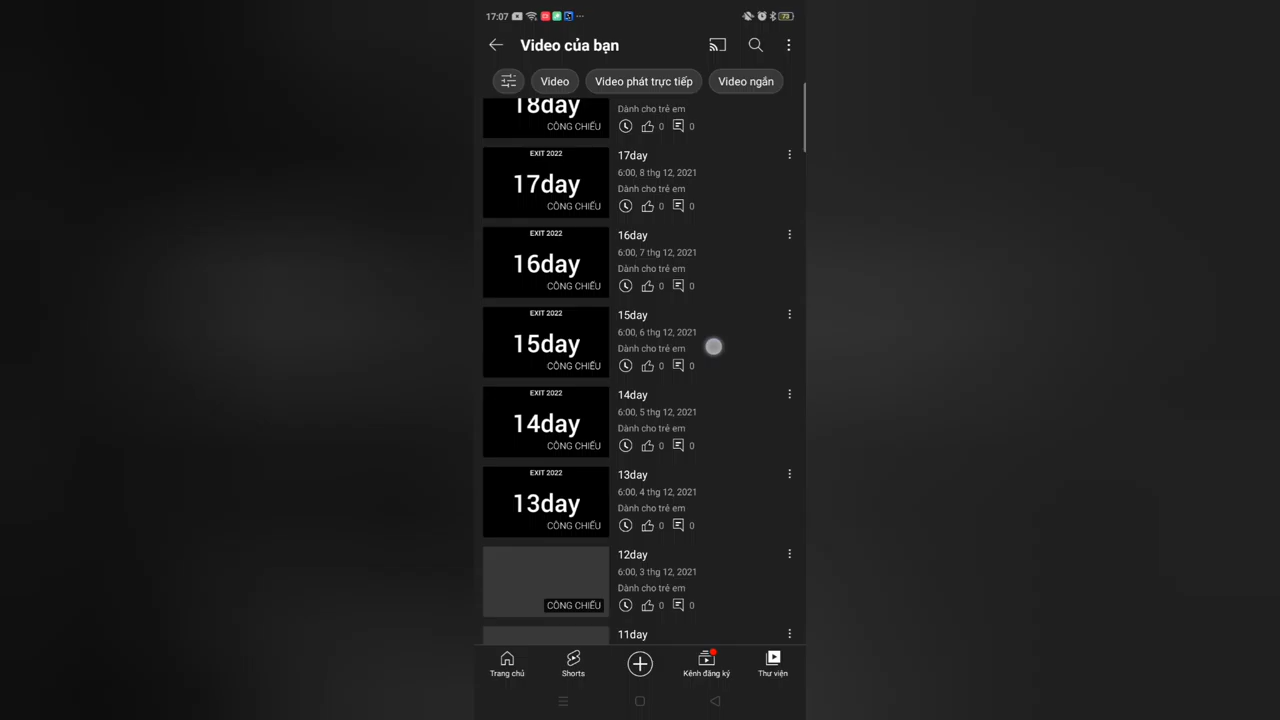 17:07
73
Video của bạn
Video
Video phát trực tiếp
Video ngắn
18day
CÔNG CHIẾU
Dành cho trẻ em
0 0
EXIT 2022
17day
CÔNG CHIẾU
17day
6:00, 8 thg 12, 2021
Dành cho trẻ em
0 0
EXIT 2022
16day
CÔNG CHIẾU
16day
6:00, 7 thg 12, 2021
Dành cho trẻ em
0 0
EXIT 2022
15day
CÔNG CHIẾU
15day
6:00, 6 thg 12, 2021
Dành cho trẻ em
0 0
EXIT 2022
14day
CÔNG CHIẾU
14day
6:00, 5 thg 12, 2021
Dành cho trẻ em
0 0
EXIT 2022
13day
CÔNG CHIẾU
13day
6:00, 4 thg 12, 2021
Dành cho trẻ em
0 0
CÔNG CHIẾU
12day
6:00, 3 thg 12, 2021
Dành cho trẻ em
0 0
11day
Trang chủ
Shorts
Kênh đăng ký
Thư viện